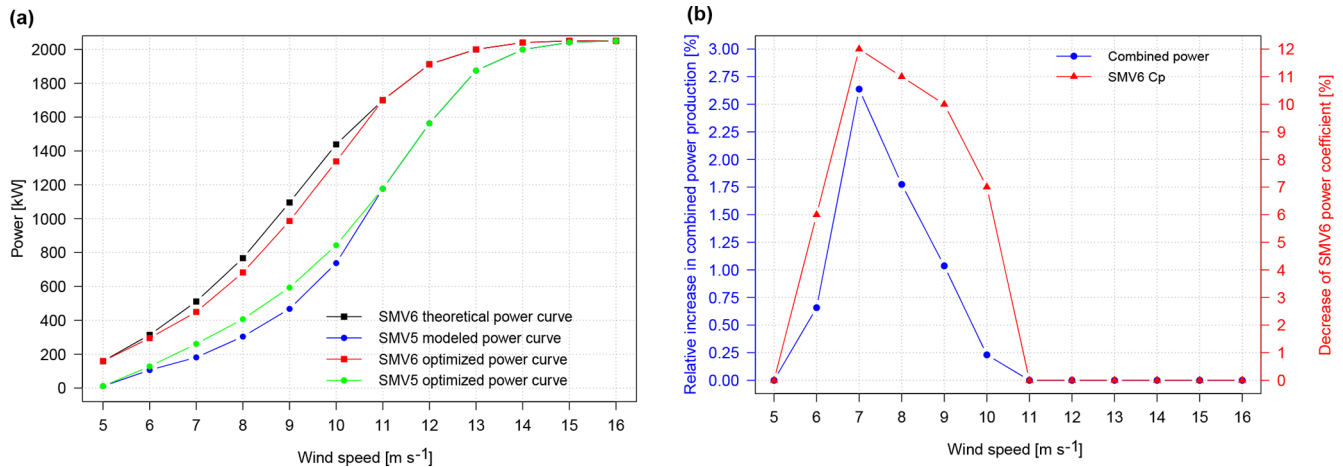 (a)
Power [kW]
2000
1800
1600
1400
1200
1000
800
600
400
200
0
SMV6 theoretical power curve
SMV5 modeled power curve
SMV6 optimized power curve
SMV5 optimized power curve
5 6 7 8 9 10 11 12 13 14 15 16
Wind speed [m s-1]
(b)
Relative increase in combined power production [%]
3.00
2.75
2.50
2.25
2.00
1.75
1.50
1.25
1.00
0.75
0.50
0.25
0.00
Combined power
SMV6 Cp
12
11
10
9
8
7
6
5
4
3
2
1
0
Decrease of SMV6 power coefficient [%]
5 6 7 8 9 10 11 12 13 14 15 16
Wind speed [m s-1]